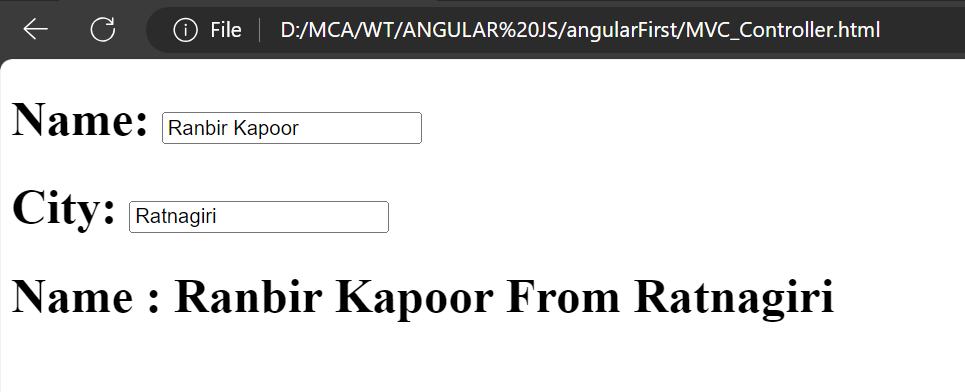 File D:/MCA/WT/ANGULAR%20JS/angularFirst/MVC_Controller.html
Name: Ranbir Kapoor
City: Ratnagiri
Name : Ranbir Kapoor From Ratnagiri